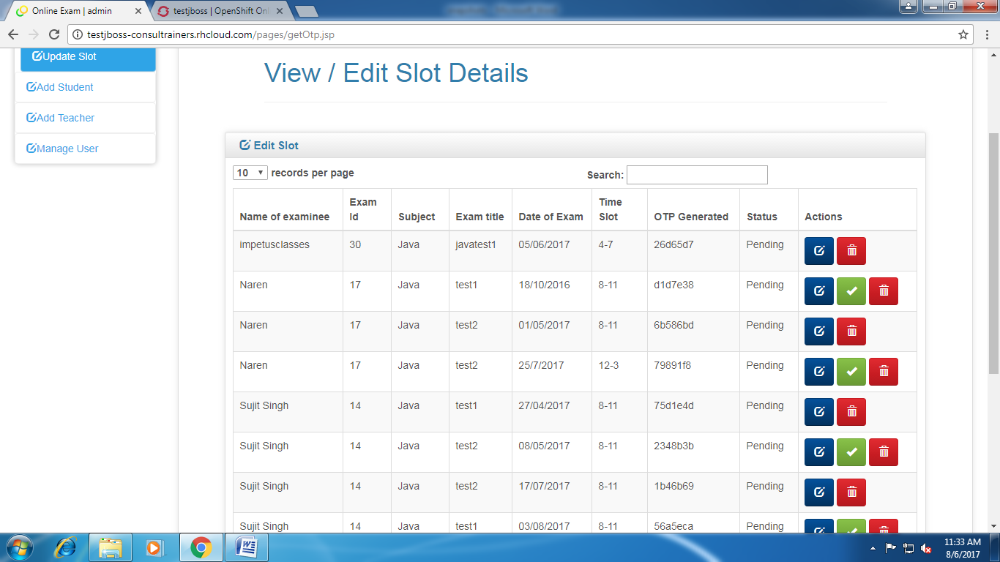 Online Exam | admin
testjboss | OpenShift Onl
testjboss-consultrainers.rhcloud.com/pages/getOtp.jsp
Update Slot
Add Student
Add Teacher
Manage User
View / Edit Slot Details
Edit Slot
10 records per page
Search:
Name of examinee Exam Id Subject Exam title Date of Exam Time Slot OTP Generated Status Actions
impetusclasses 30 Java javatest1 05/06/2017 4-7 26d65d7 Pending
Naren 17 Java test1 18/10/2016 8-11 d1d7e38 Pending
Naren 17 Java test2 01/05/2017 8-11 6b586bd Pending
Naren 17 Java test2 25/7/2017 12-3 79891f8 Pending
Sujit Singh 14 Java test1 27/04/2017 8-11 75d1e4d Pending
Sujit Singh 14 Java test2 08/05/2017 8-11 2348b3b Pending
Sujit Singh 14 Java test2 17/07/2017 8-11 1b46b69 Pending
Sujit Singh 14 Java test1 03/08/2017 8-11 56a5eca Pending
11:33 AM
8/6/2017